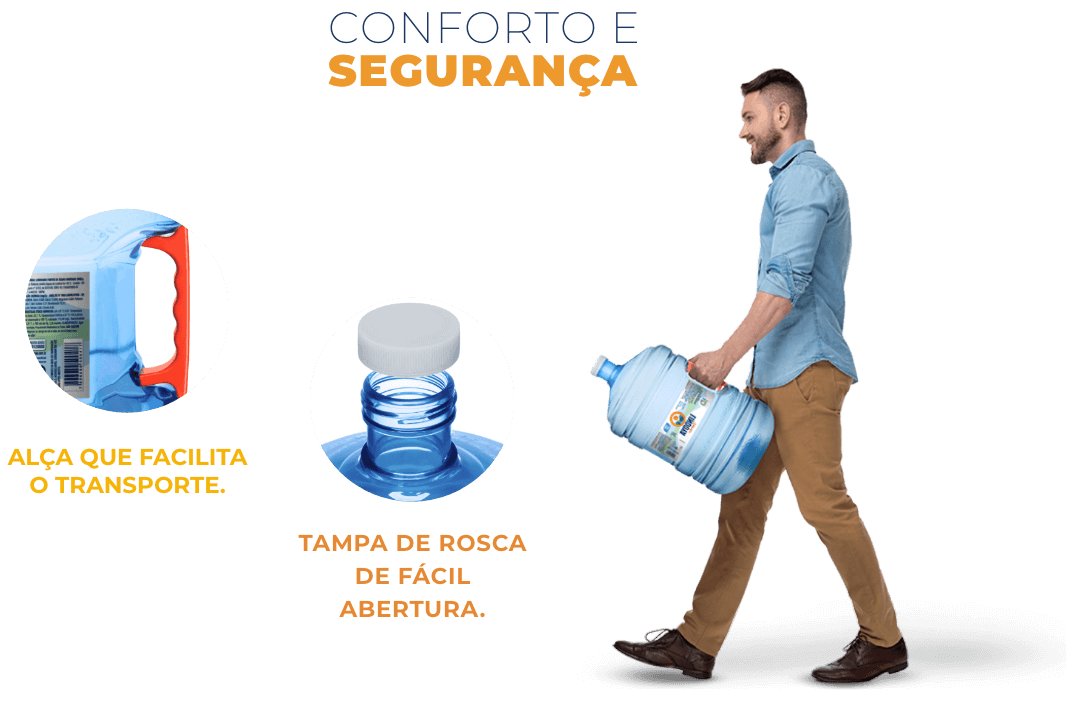 CONFORTO E
SEGURANÇA
ALÇA QUE FACILITA
O TRANSPORTE.
TAMPA DE ROSCA
DE FÁCIL
ABERTURA.